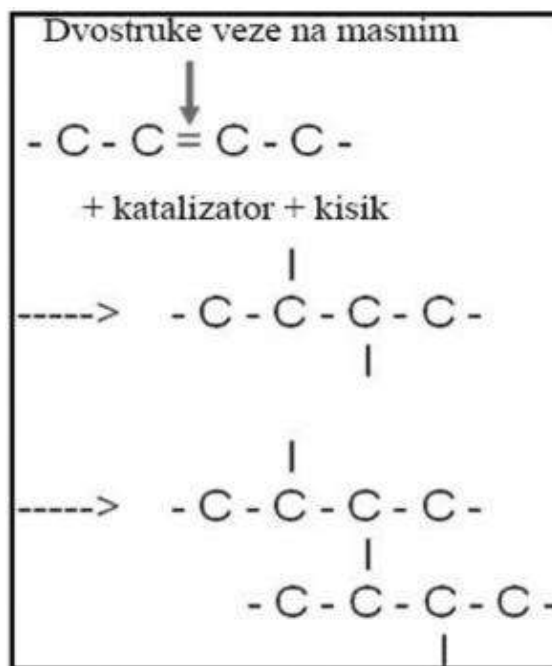 Dvostruke veze na masnim
- C - C = C - C -
+ katalizator + kisik
|
-----> - C - C - C - C -
|
|
-----> - C - C - C - C -
|
- C - C - C - C -
|